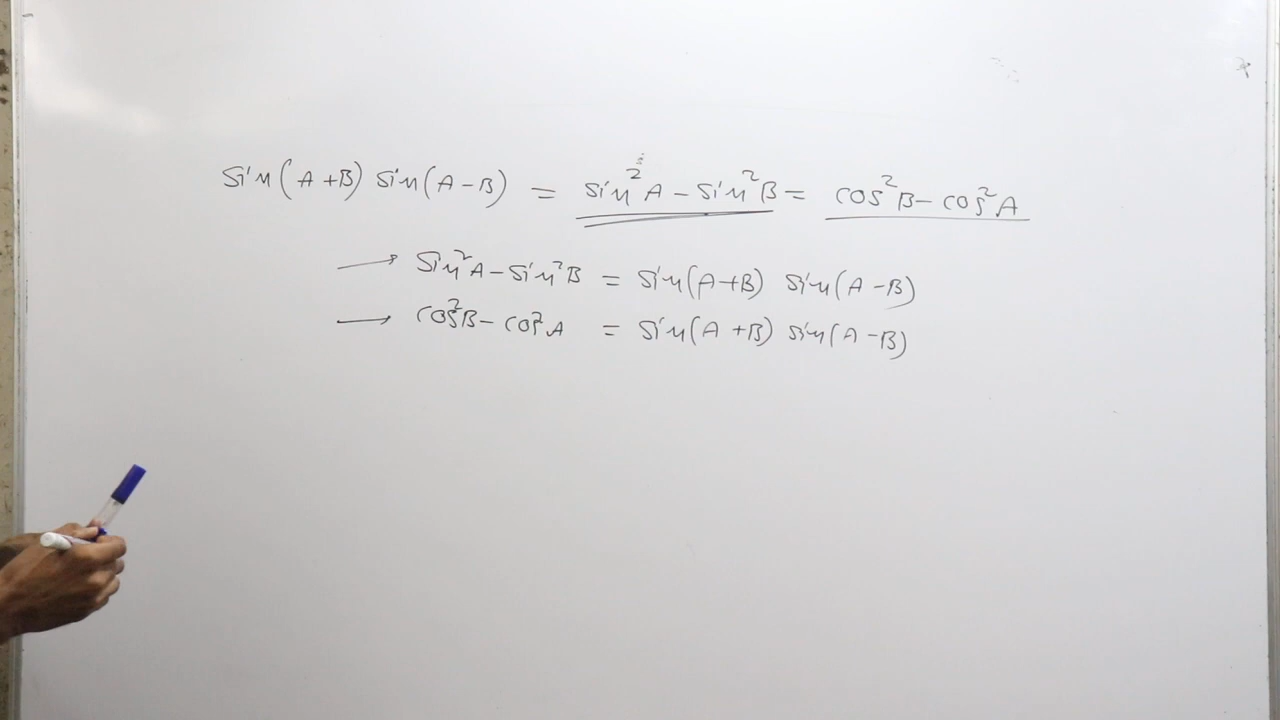 sin(A+B) sin(A-B) = sin²A - sin²B = cos²B - cos²A
→ sin²A - sin²B = sin(A+B) sin(A-B)
→ cos²B - cos²A = sin(A+B) sin(A-B)